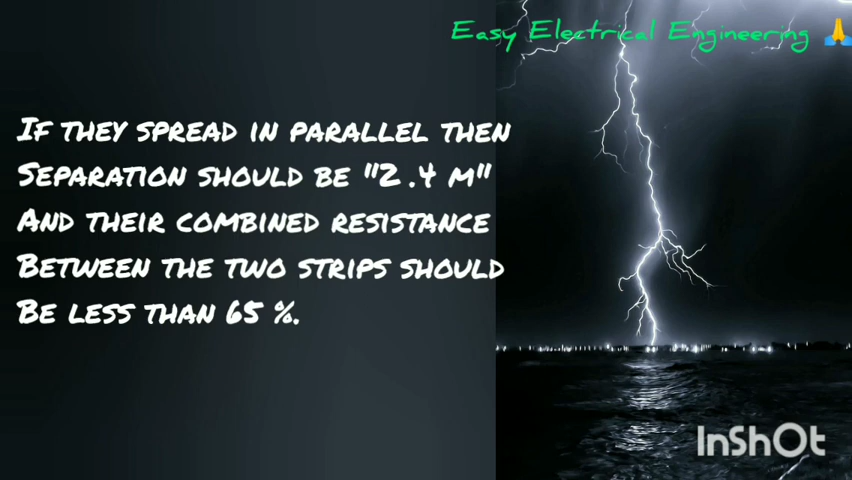 Easy Electrical Engineering 🙏
If they spread in parallel then
Separation should be "2.4 m"
And their combined resistance
Between the two strips should
Be less than 65 %.
InShOt